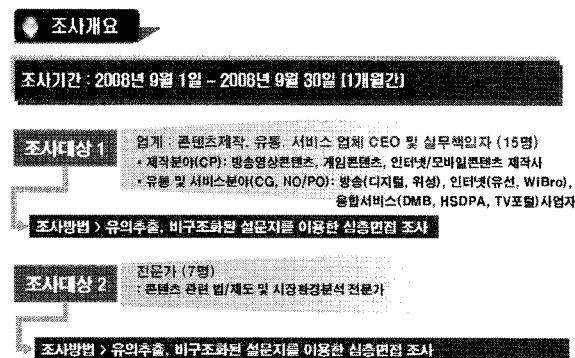 조사개요
조사기간 : 2008년 9월 1일 – 2008년 9월 30일 [1개월간]
조사대상 1
업계 : 콘텐츠제작, 유통, 서비스 업체 CEO 및 실무책임자 (15명)
• 제작분야(CP): 방송영상콘텐츠, 게임콘텐츠, 인터넷/모바일콘텐츠 제작사
• 유통 및 서비스분야(CG, NO/PO): 방송(디지털, 위성), 인터넷(유선, WiBro),
융합서비스(DMB, HSDPA, TV포털)사업자
조사방법 > 유의추출, 비구조화된 설문지를 이용한 심층면접 조사
조사대상 2
전문가 (7명)
: 콘텐츠 관련 법/제도 및 시장환경분석 전문가
조사방법 > 유의추출, 비구조화된 설문지를 이용한 심층면접 조사